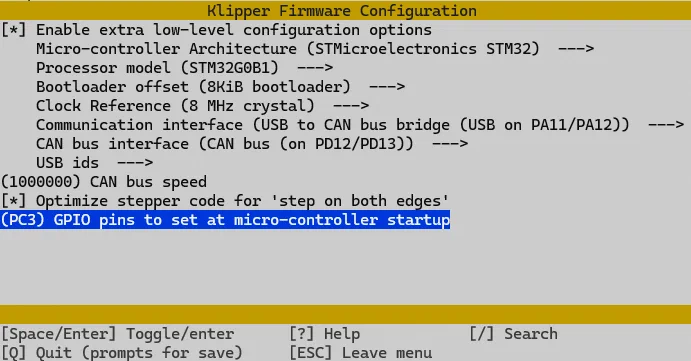 Klipper Firmware Configuration
[*] Enable extra low-level configuration options
Micro-controller Architecture (STMicroelectronics STM32) --->
Processor model (STM32G0B1) --->
Bootloader offset (8KiB bootloader) --->
Clock Reference (8 MHz crystal) --->
Communication interface (USB to CAN bus bridge (USB on PA11/PA12)) --->
CAN bus interface (CAN bus (on PD12/PD13)) --->
USB ids --->
(1000000) CAN bus speed
[*] Optimize stepper code for 'step on both edges'
(PC3) GPIO pins to set at micro-controller startup
[Space/Enter] Toggle/enter [?] Help [/] Search
[Q] Quit (prompts for save) [ESC] Leave menu